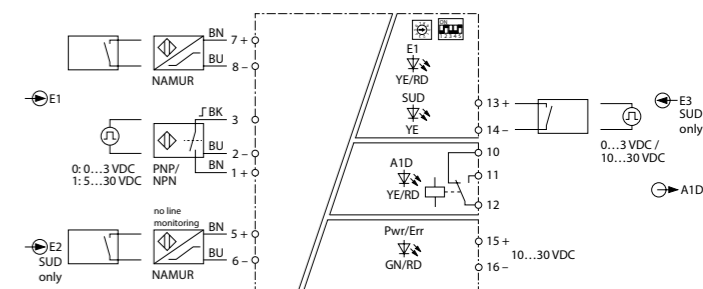 BN 7 +
BU 8 –
NAMUR
E1
BK 3
BU 2 –
BN 1 +
0: 0…3 VDC
1: 5…30 VDC
PNP/
NPN
no line
monitoring
BN 5 +
BU 6 –
NAMUR
E2
SUD
only
ON
1 2 3 4 5
E1
YE/RD
SUD
YE
13 +
14 –
0…3 VDC /
10…30 VDC
E3
SUD
only
A1D
YE/RD
10
11
12
A1D
Pwr/Err
GN/RD
15 +
16 –
10…30 VDC